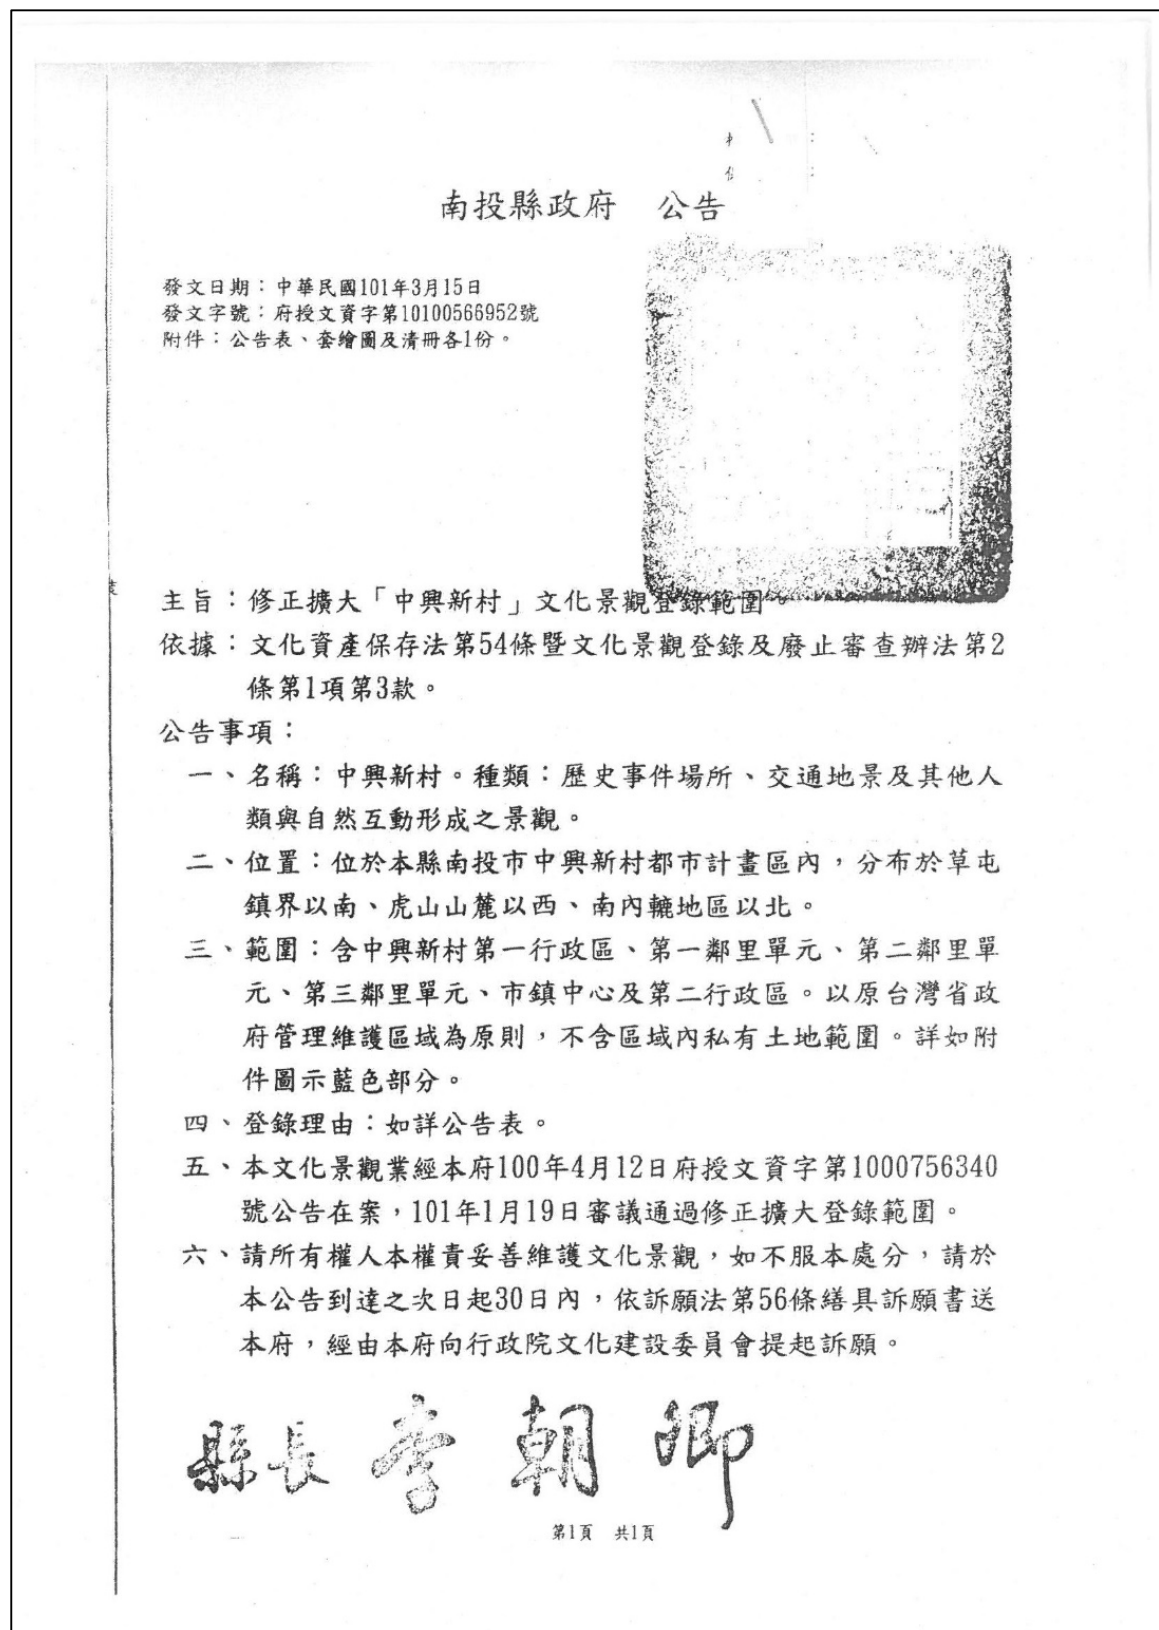 南投縣政府 公告
發文日期：中華民國101年3月15日
發文字號：府授文資字第10100566952號
附件：公告表、套繪圖及清冊各1份。
主旨：修正擴大「中興新村」文化景觀登錄範圍
依據：文化資產保存法第54條暨文化景觀登錄及廢止審查辦法第2
條第1項第3款。
公告事項：
一、名稱：中興新村。種類：歷史事件場所、交通地景及其他人
類與自然互動形成之景觀。
二、位置：位於本縣南投市中興新村都市計畫區內，分布於草屯
鎮界以南、虎山山麓以西、南內轆地區以北。
三、範圍：含中興新村第一行政區、第一鄰里單元、第二鄰里單
元、第三鄰里單元、市鎮中心及第二行政區。以原台灣省政
府管理維護區域為原則，不含區域內私有土地範圍。詳如附
件圖示藍色部分。
四、登錄理由：如詳公告表。
五、本文化景觀業經本府100年4月12日府授文資字第1000756340
號公告在案，101年1月19日審議通過修正擴大登錄範圍。
六、請所有權人本權責妥善維護文化景觀，如不服本處分，請於
本公告到達之次日起30日內，依訴願法第56條繕具訴願書送
本府，經由本府向行政院文化建設委員會提起訴願。
縣長 李朝卿
第1頁 共1頁